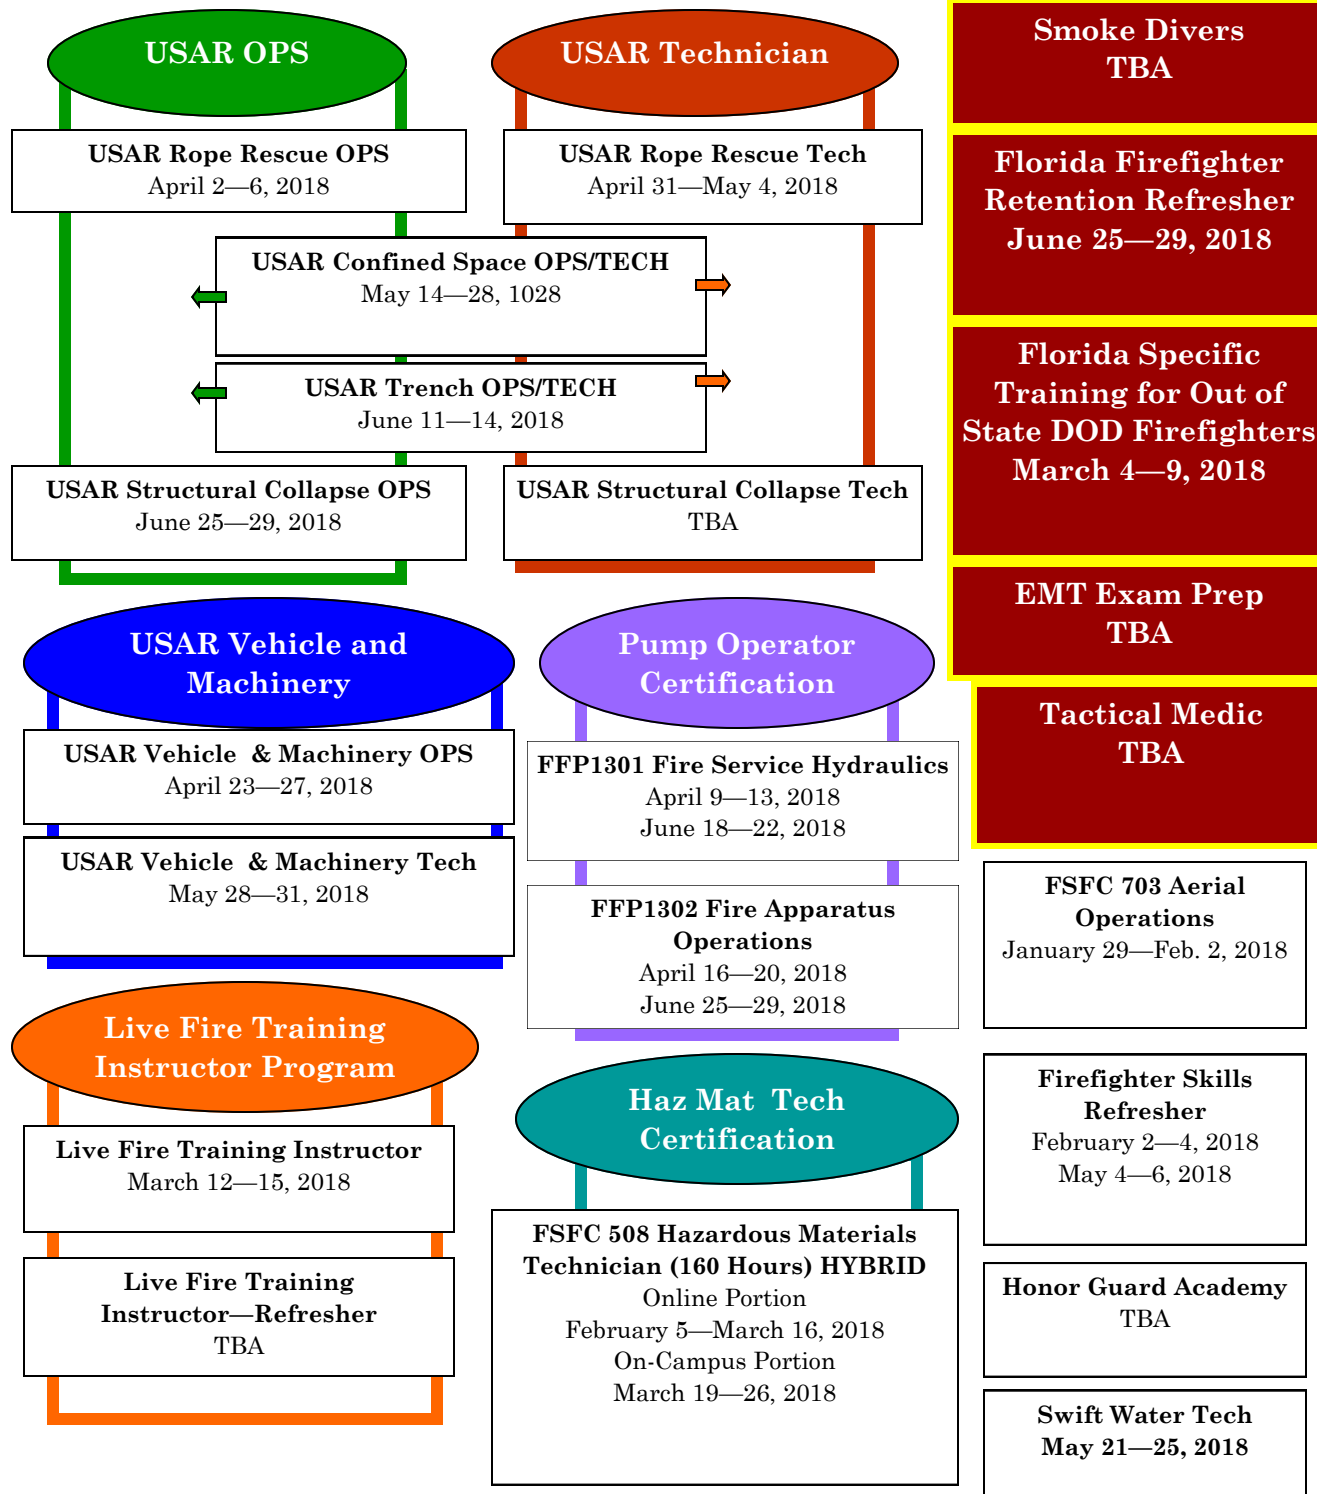 USAR OPS
USAR Rope Rescue OPS
April 2—6, 2018
USAR Technician
USAR Rope Rescue Tech
April 31—May 4, 2018
USAR Confined Space OPS/TECH
May 14—28, 1028
USAR Trench OPS/TECH
June 11—14, 2018
USAR Structural Collapse OPS
June 25—29, 2018
USAR Structural Collapse Tech
TBA
Smoke Divers
TBA
Florida Firefighter
Retention Refresher
June 25—29, 2018
Florida Specific
Training for Out of
State DOD Firefighters
March 4—9, 2018
EMT Exam Prep
TBA
Tactical Medic
TBA
USAR Vehicle and
Machinery
USAR Vehicle & Machinery OPS
April 23—27, 2018
USAR Vehicle & Machinery Tech
May 28—31, 2018
Pump Operator
Certification
FFP1301 Fire Service Hydraulics
April 9—13, 2018
June 18—22, 2018
FFP1302 Fire Apparatus
Operations
April 16—20, 2018
June 25—29, 2018
Live Fire Training
Instructor Program
Live Fire Training Instructor
March 12—15, 2018
Live Fire Training
Instructor—Refresher
TBA
Haz Mat Tech
Certification
FSFC 508 Hazardous Materials
Technician (160 Hours) HYBRID
Online Portion
February 5—March 16, 2018
On-Campus Portion
March 19—26, 2018
FSFC 703 Aerial
Operations
January 29—Feb. 2, 2018
Firefighter Skills
Refresher
February 2—4, 2018
May 4—6, 2018
Honor Guard Academy
TBA
Swift Water Tech
May 21—25, 2018